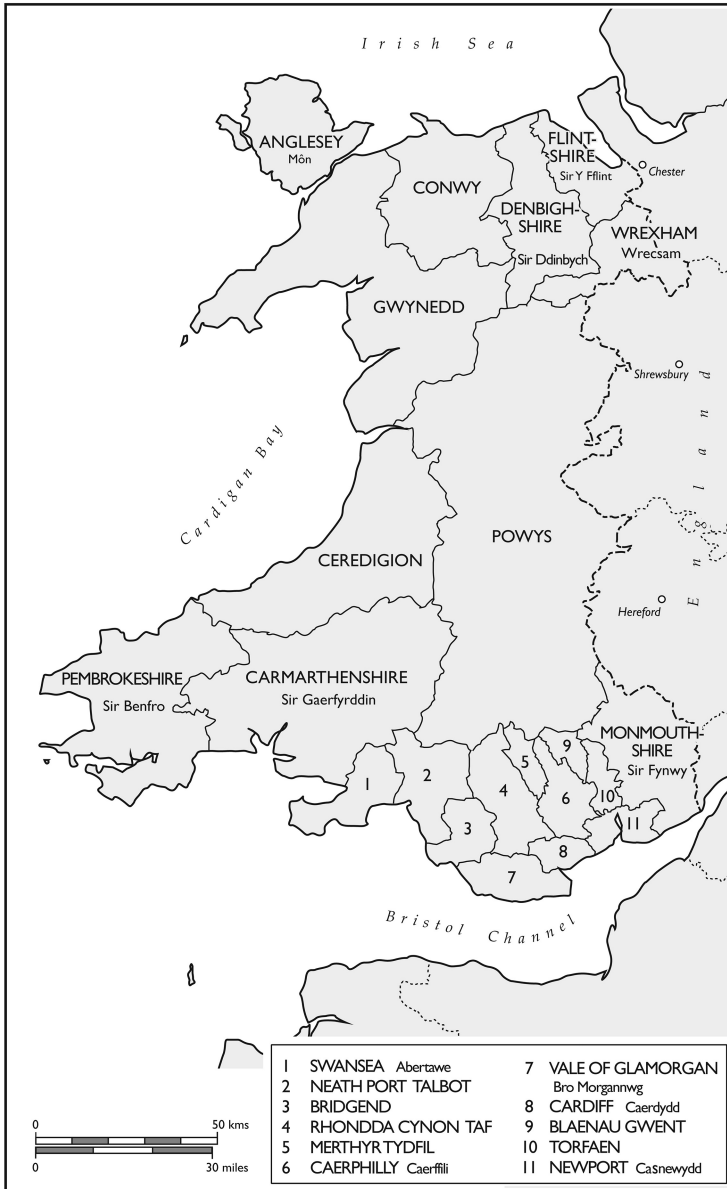 Irish Sea
ANGLESEY
Môn
CONWY
FLINT-
SHIRE
Sir Y Fflint
Chester
DENBIGH-
SHIRE
Sir Ddinbych
WREXHAM
Wrecsam
GWYNEDD
Shrewsbury
England
Cardigan Bay
POWYS
CEREDIGION
Hereford
PEMBROKESHIRE
Sir Benfro
CARMARTHENSHIRE
Sir Gaerfyrddin
MONMOUTH-
SHIRE
Sir Fynwy
1
2
3
4
5
6
7
8
9
10
11
Bristol Channel
0 50 kms
0 30 miles
1 SWANSEA Abertawe
2 NEATH PORT TALBOT
3 BRIDGEND
4 RHONDDA CYNON TAF
5 MERTHYR TYDFIL
6 CAERPHILLY Caerffili
7 VALE OF GLAMORGAN
Bro Morgannwg
8 CARDIFF Caerdydd
9 BLAENAU GWENT
10 TORFAEN
11 NEWPORT Casnewydd